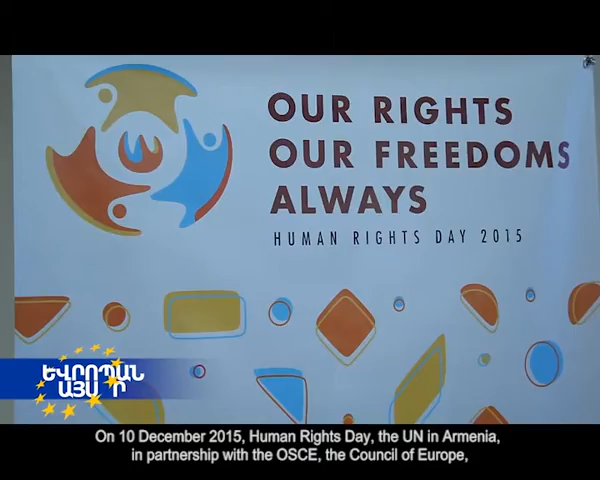 OUR RIGHTS
OUR FREEDOMS
ALWAYS
HUMAN RIGHTS DAY 2015
ԵՎՐՈՊԱՆ
ԱՅՍՕՐ
On 10 December 2015, Human Rights Day, the UN in Armenia,
in partnership with the OSCE, the Council of Europe,